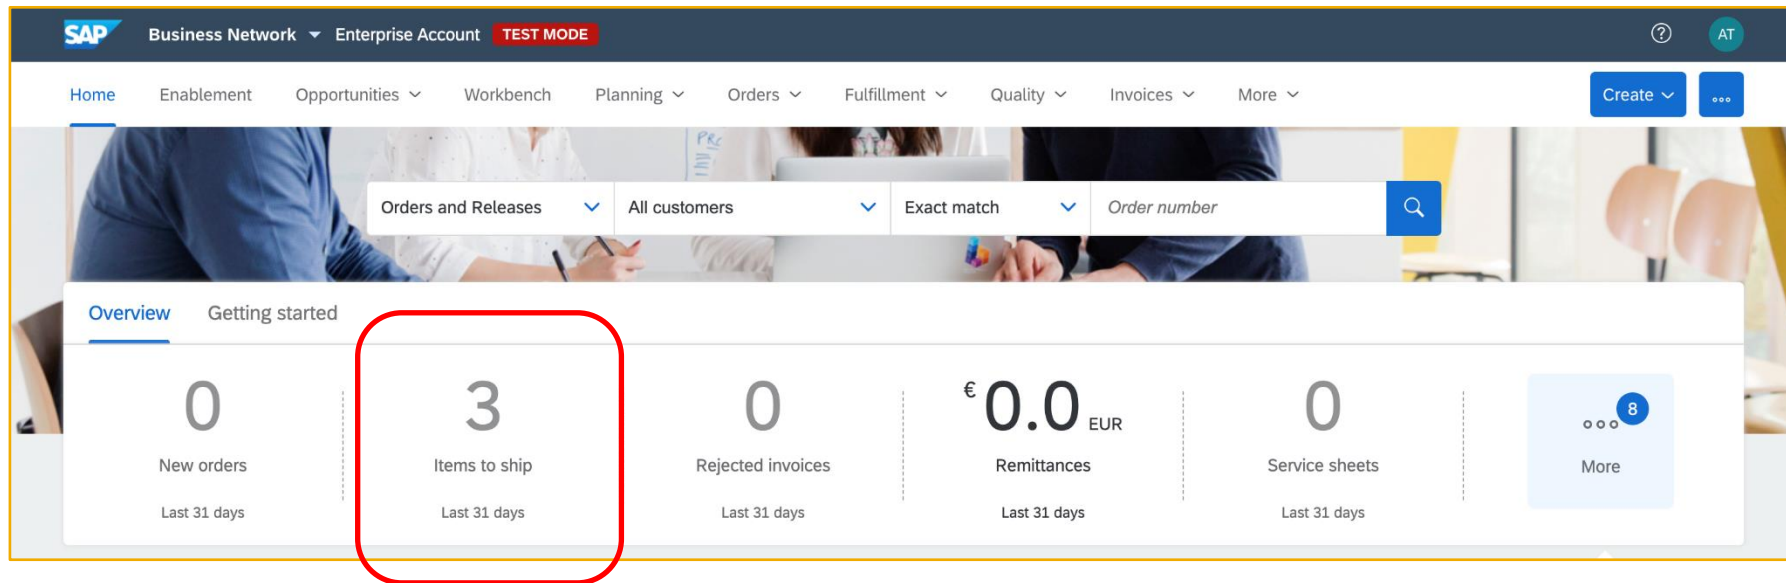 SAP Business Network Enterprise Account TEST MODE ? AT
Home Enablement Opportunities Workbench Planning Orders Fulfillment Quality Invoices More Create
Orders and Releases All customers Exact match Order number
Overview Getting started
0 3 0 € 0.0 EUR 0 8
New orders Items to ship Rejected invoices Remittances Service sheets More
Last 31 days Last 31 days Last 31 days Last 31 days Last 31 days